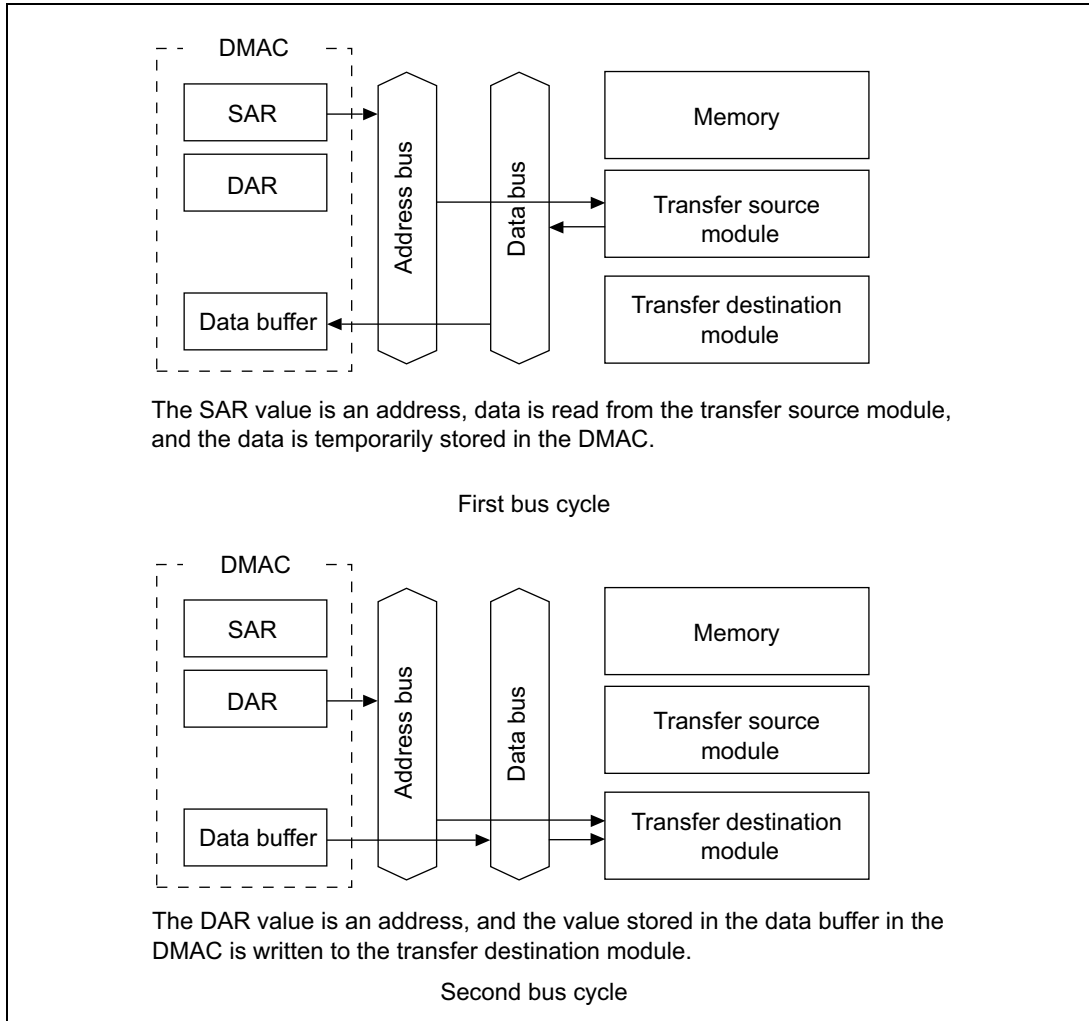 DMAC
SAR
DAR
Data buffer
Address bus
Data bus
Memory
Transfer source
module
Transfer destination
module
The SAR value is an address, data is read from the transfer source module,
and the data is temporarily stored in the DMAC.
First bus cycle
DMAC
SAR
DAR
Data buffer
Address bus
Data bus
Memory
Transfer source
module
Transfer destination
module
The DAR value is an address, and the value stored in the data buffer in the
DMAC is written to the transfer destination module.
Second bus cycle